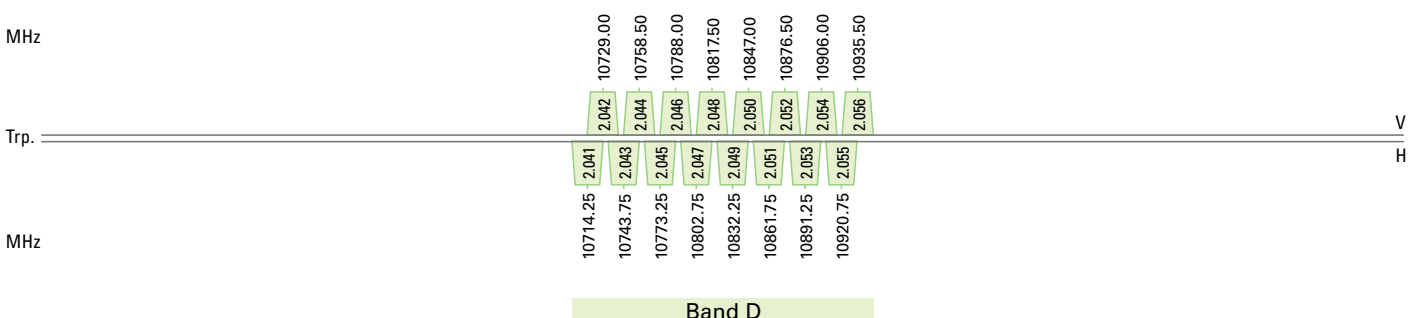 MHz
10729.00 10758.50 10788.00 10817.50 10847.00 10876.50 10906.00 10935.50
2.042 2.044 2.046 2.048 2.050 2.052 2.054 2.056
V
Trp.
H
2.041 2.043 2.045 2.047 2.049 2.051 2.053 2.055
10714.25 10743.75 10773.25 10802.75 10832.25 10861.75 10891.25 10920.75
MHz
Band D